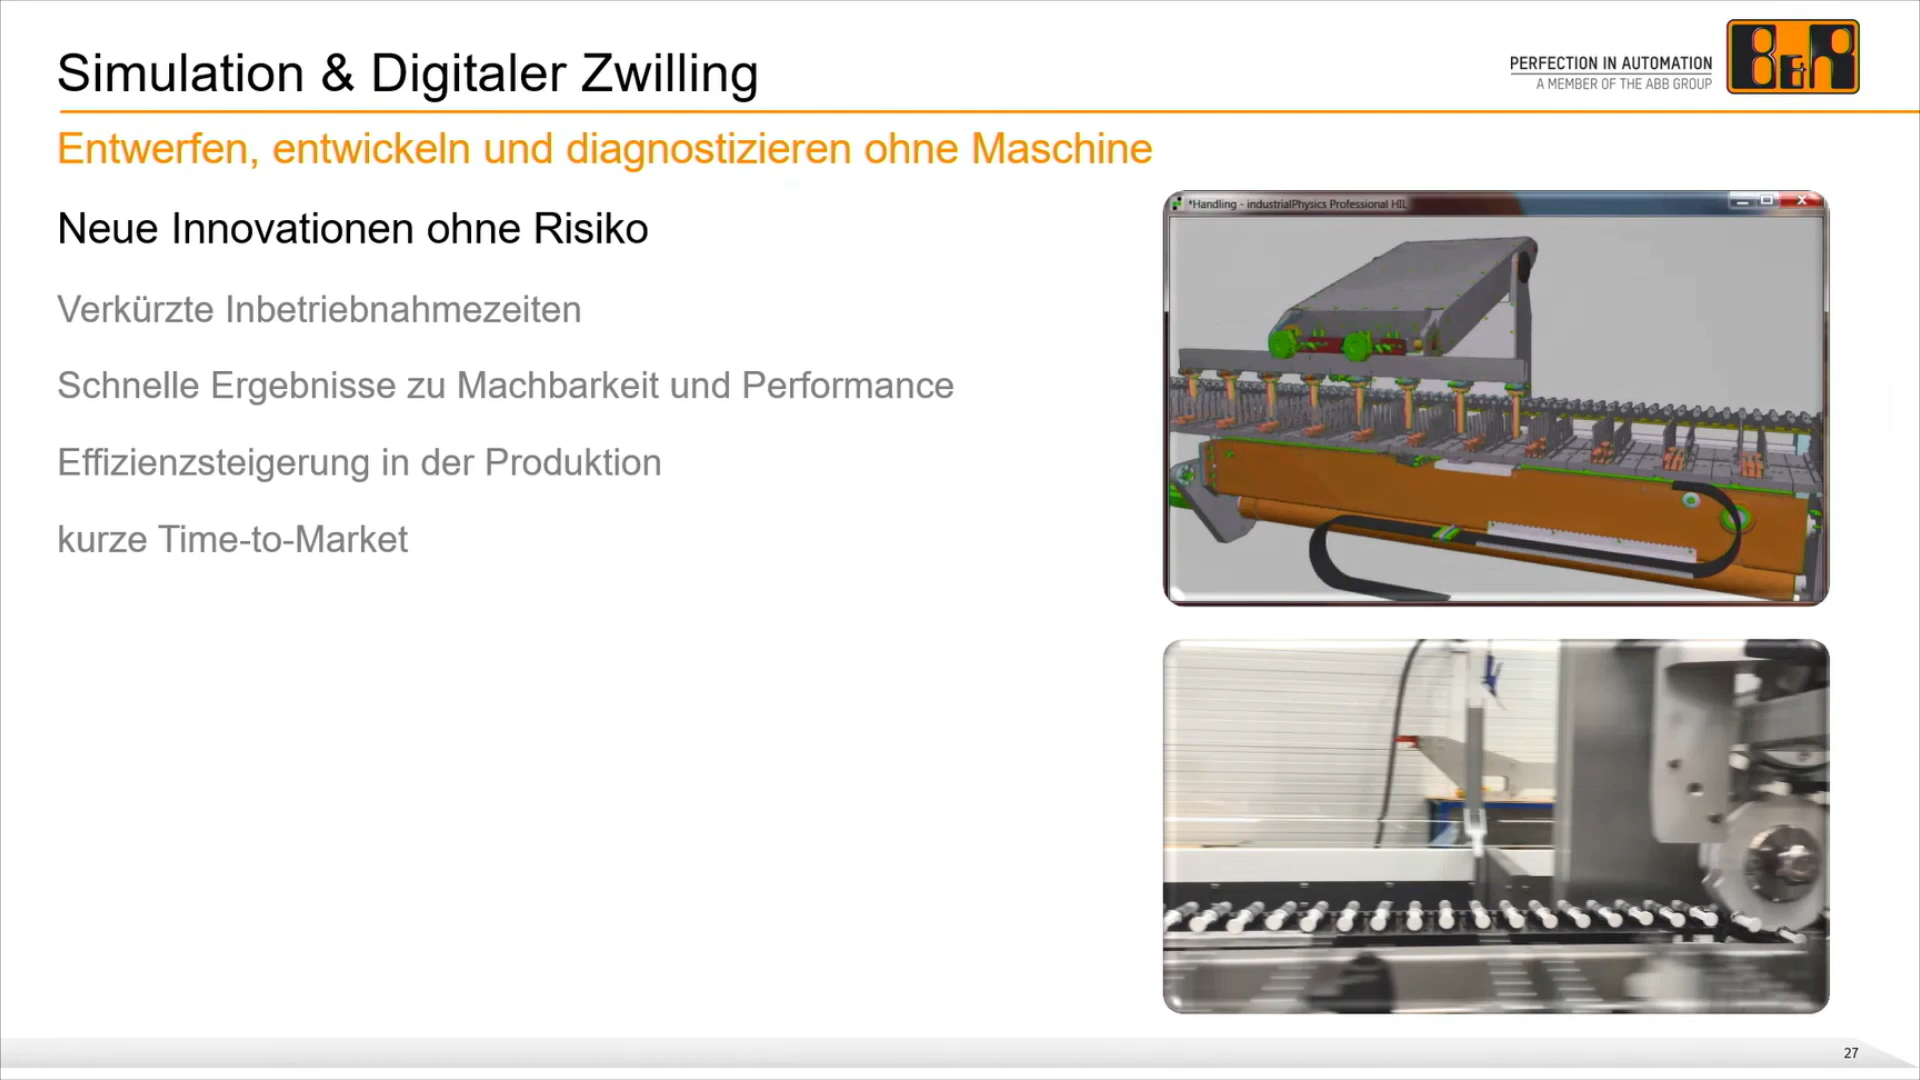 Simulation & Digitaler Zwilling
PERFECTION IN AUTOMATION
A MEMBER OF THE ABB GROUP
B&R
Entwerfen, entwickeln und diagnostizieren ohne Maschine
Neue Innovationen ohne Risiko
Verkürzte Inbetriebnahmezeiten
Schnelle Ergebnisse zu Machbarkeit und Performance
Effizienzsteigerung in der Produktion
kurze Time-to-Market
*Handling - industrialPhysics Professional HIL
27